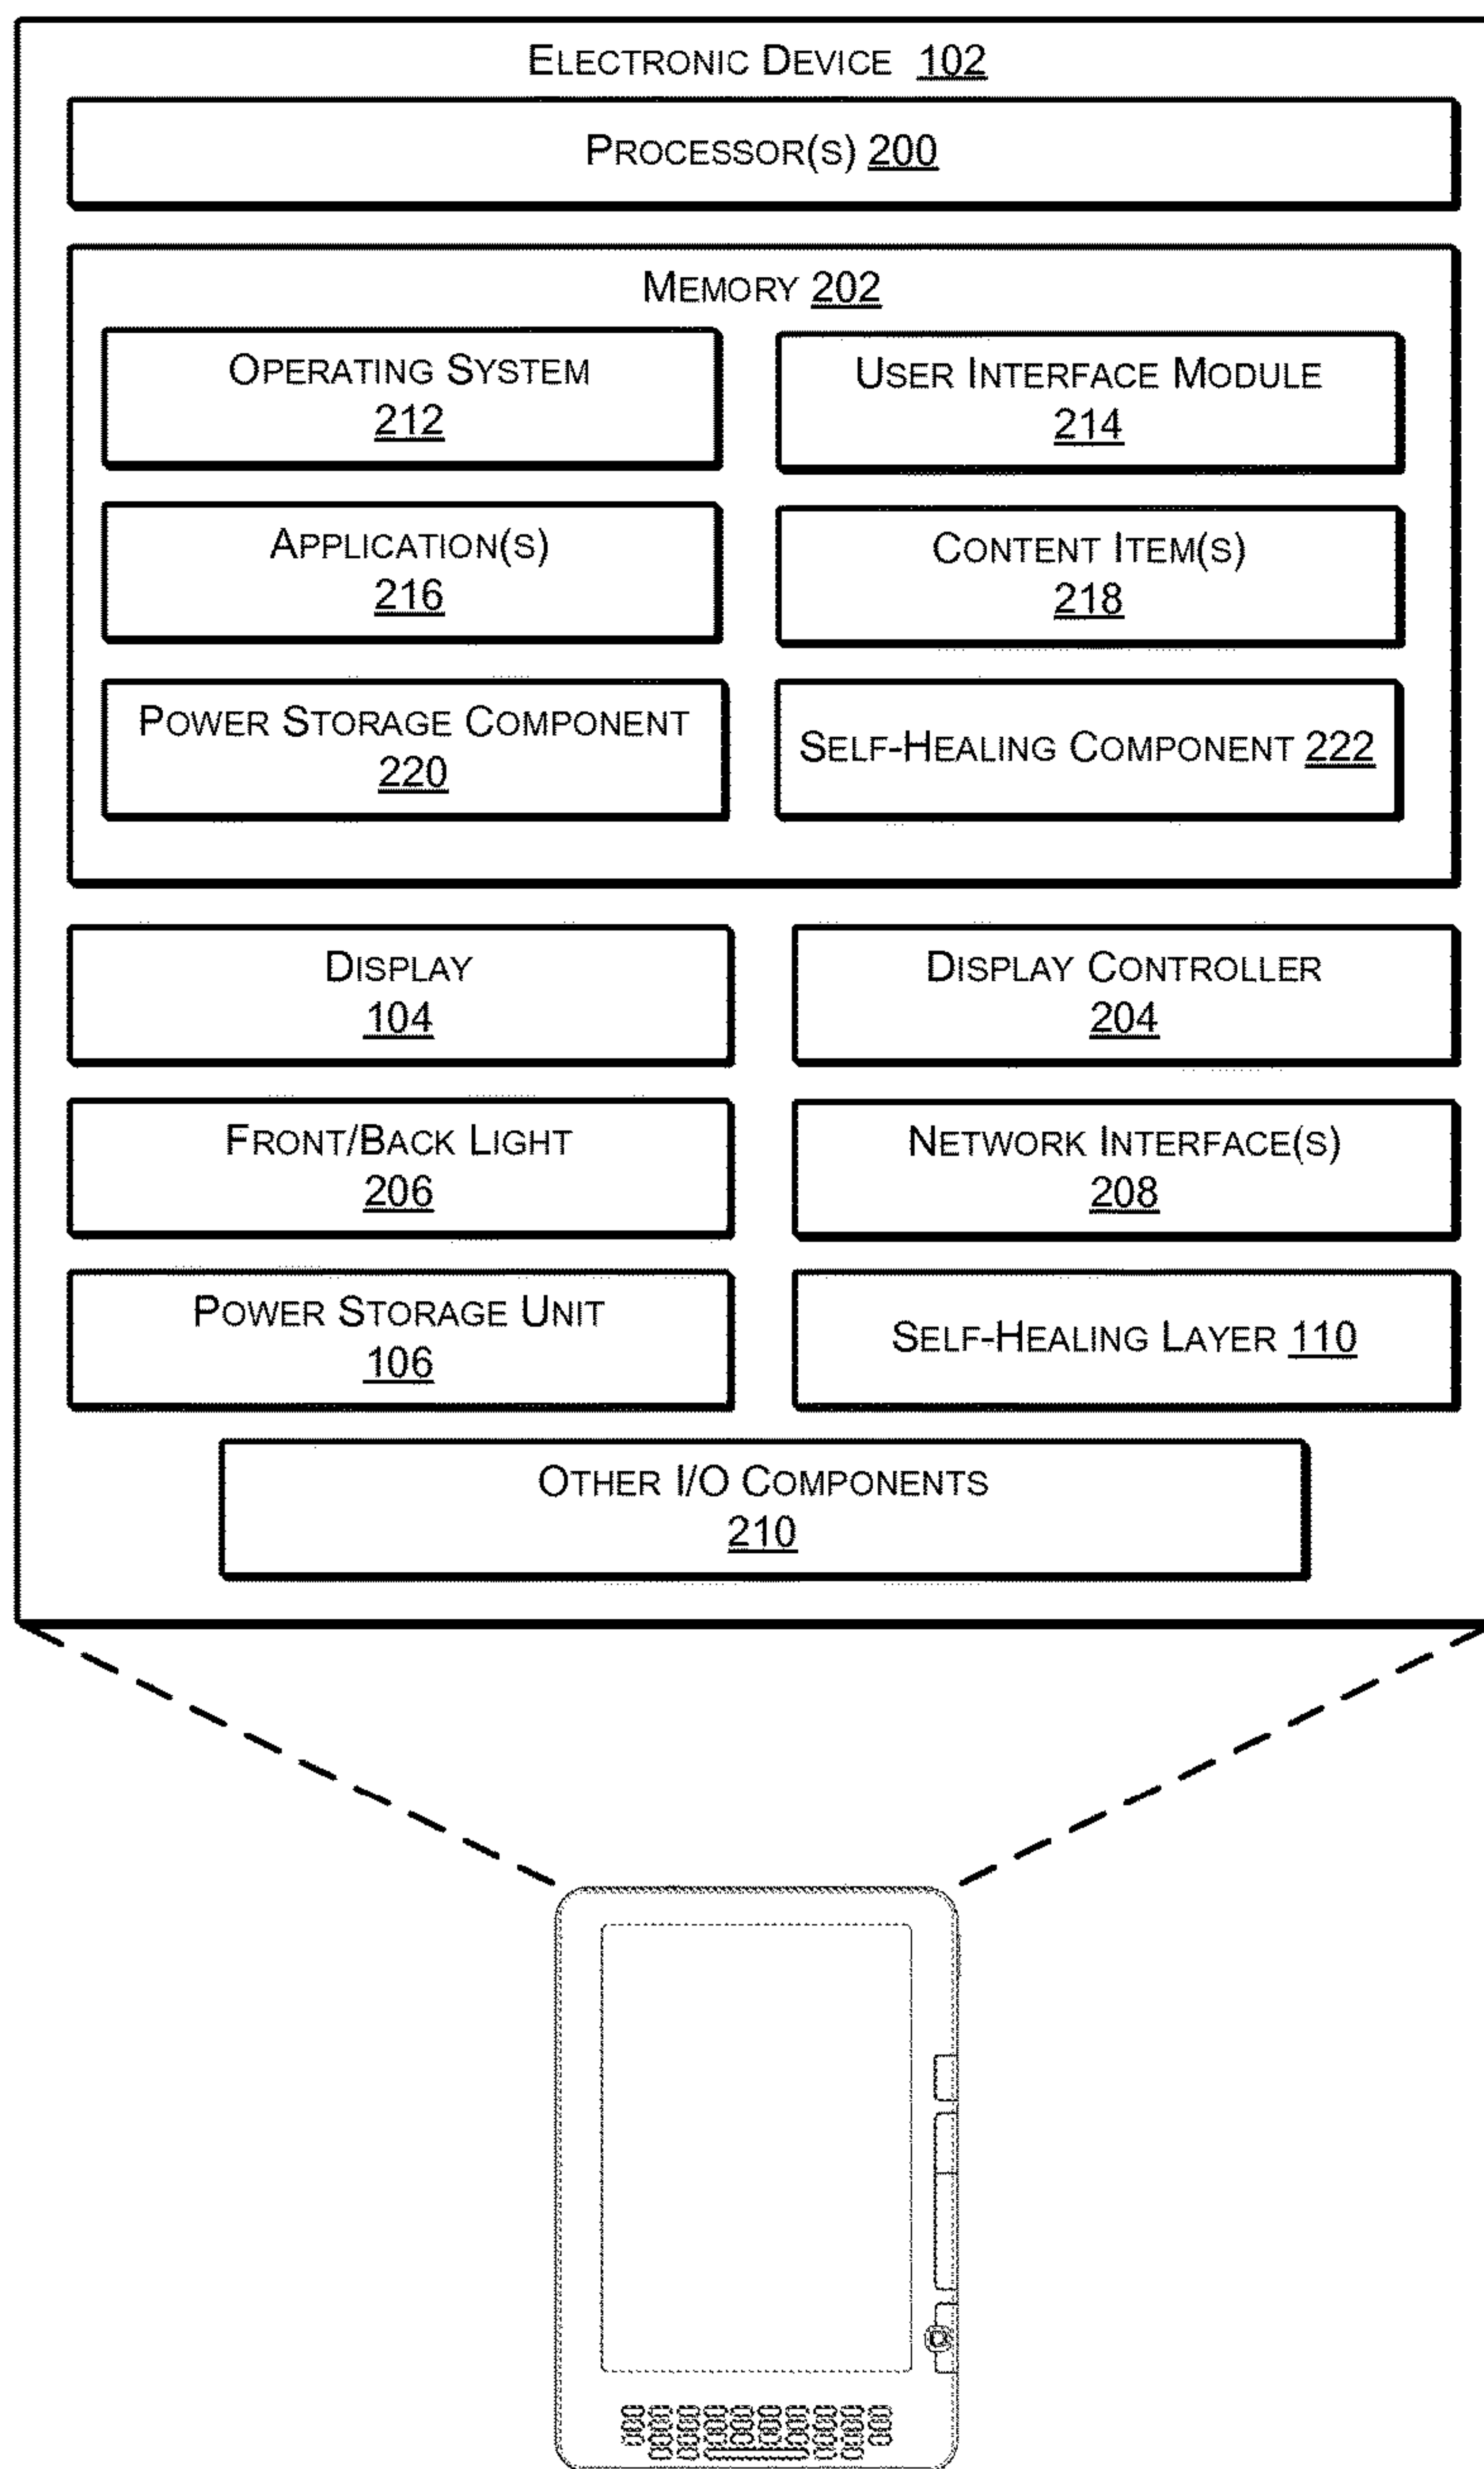 ELECTRONIC DEVICE 102
PROCESSOR(S) 200
MEMORY 202
OPERATING SYSTEM
212
USER INTERFACE MODULE
214
APPLICATION(S)
216
CONTENT ITEM(S)
218
POWER STORAGE COMPONENT
220
SELF-HEALING COMPONENT 222
DISPLAY
104
DISPLAY CONTROLLER
204
FRONT/BACK LIGHT
206
NETWORK INTERFACE(S)
208
POWER STORAGE UNIT
106
SELF-HEALING LAYER 110
OTHER I/O COMPONENTS
210